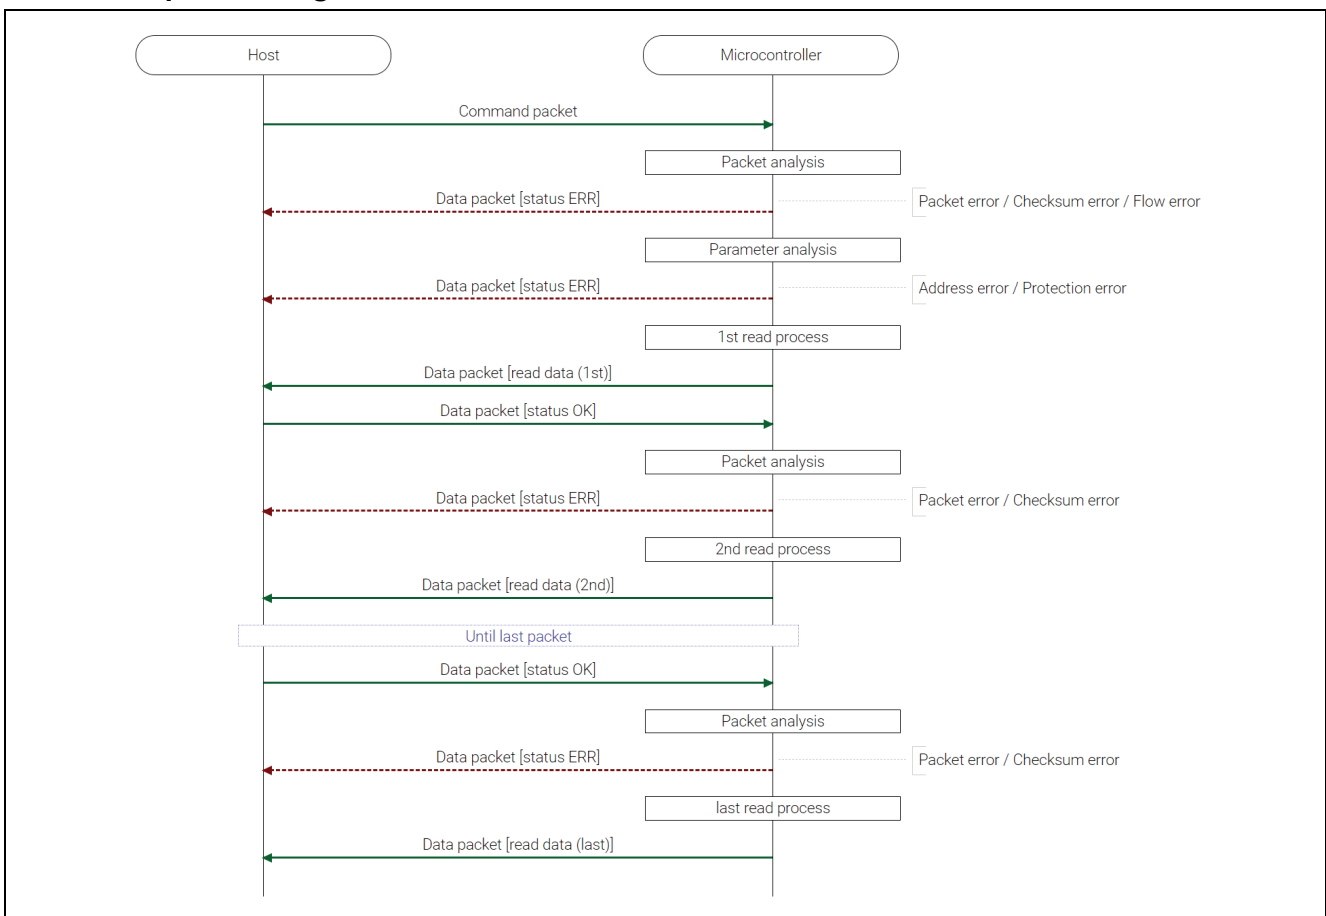 Host
Microcontroller
Command packet
Packet analysis
Data packet [status ERR]
Packet error / Checksum error / Flow error
Parameter analysis
Data packet [status ERR]
Address error / Protection error
1st read process
Data packet [read data (1st)]
Data packet [status OK]
Packet analysis
Data packet [status ERR]
Packet error / Checksum error
2nd read process
Data packet [read data (2nd)]
Until last packet
Data packet [status OK]
Packet analysis
Data packet [status ERR]
Packet error / Checksum error
last read process
Data packet [read data (last)]